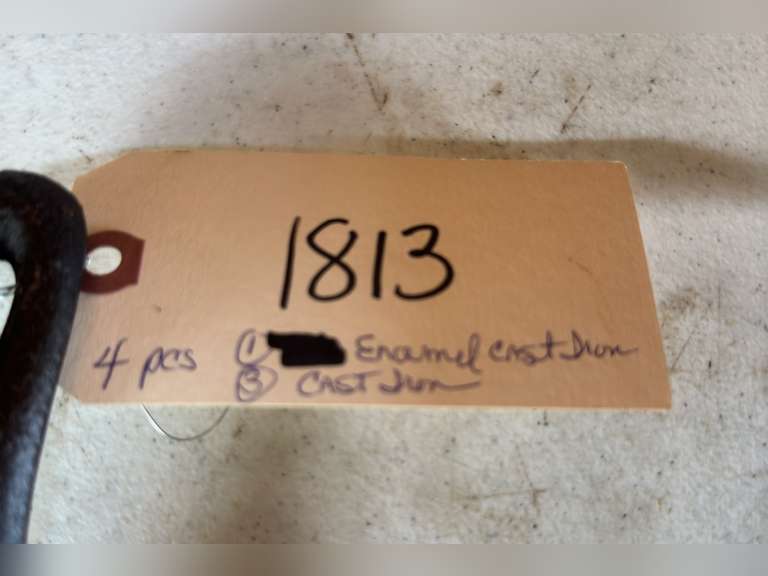 1813
4 pcs ① Enamel Cast Iron
③ Cast Iron